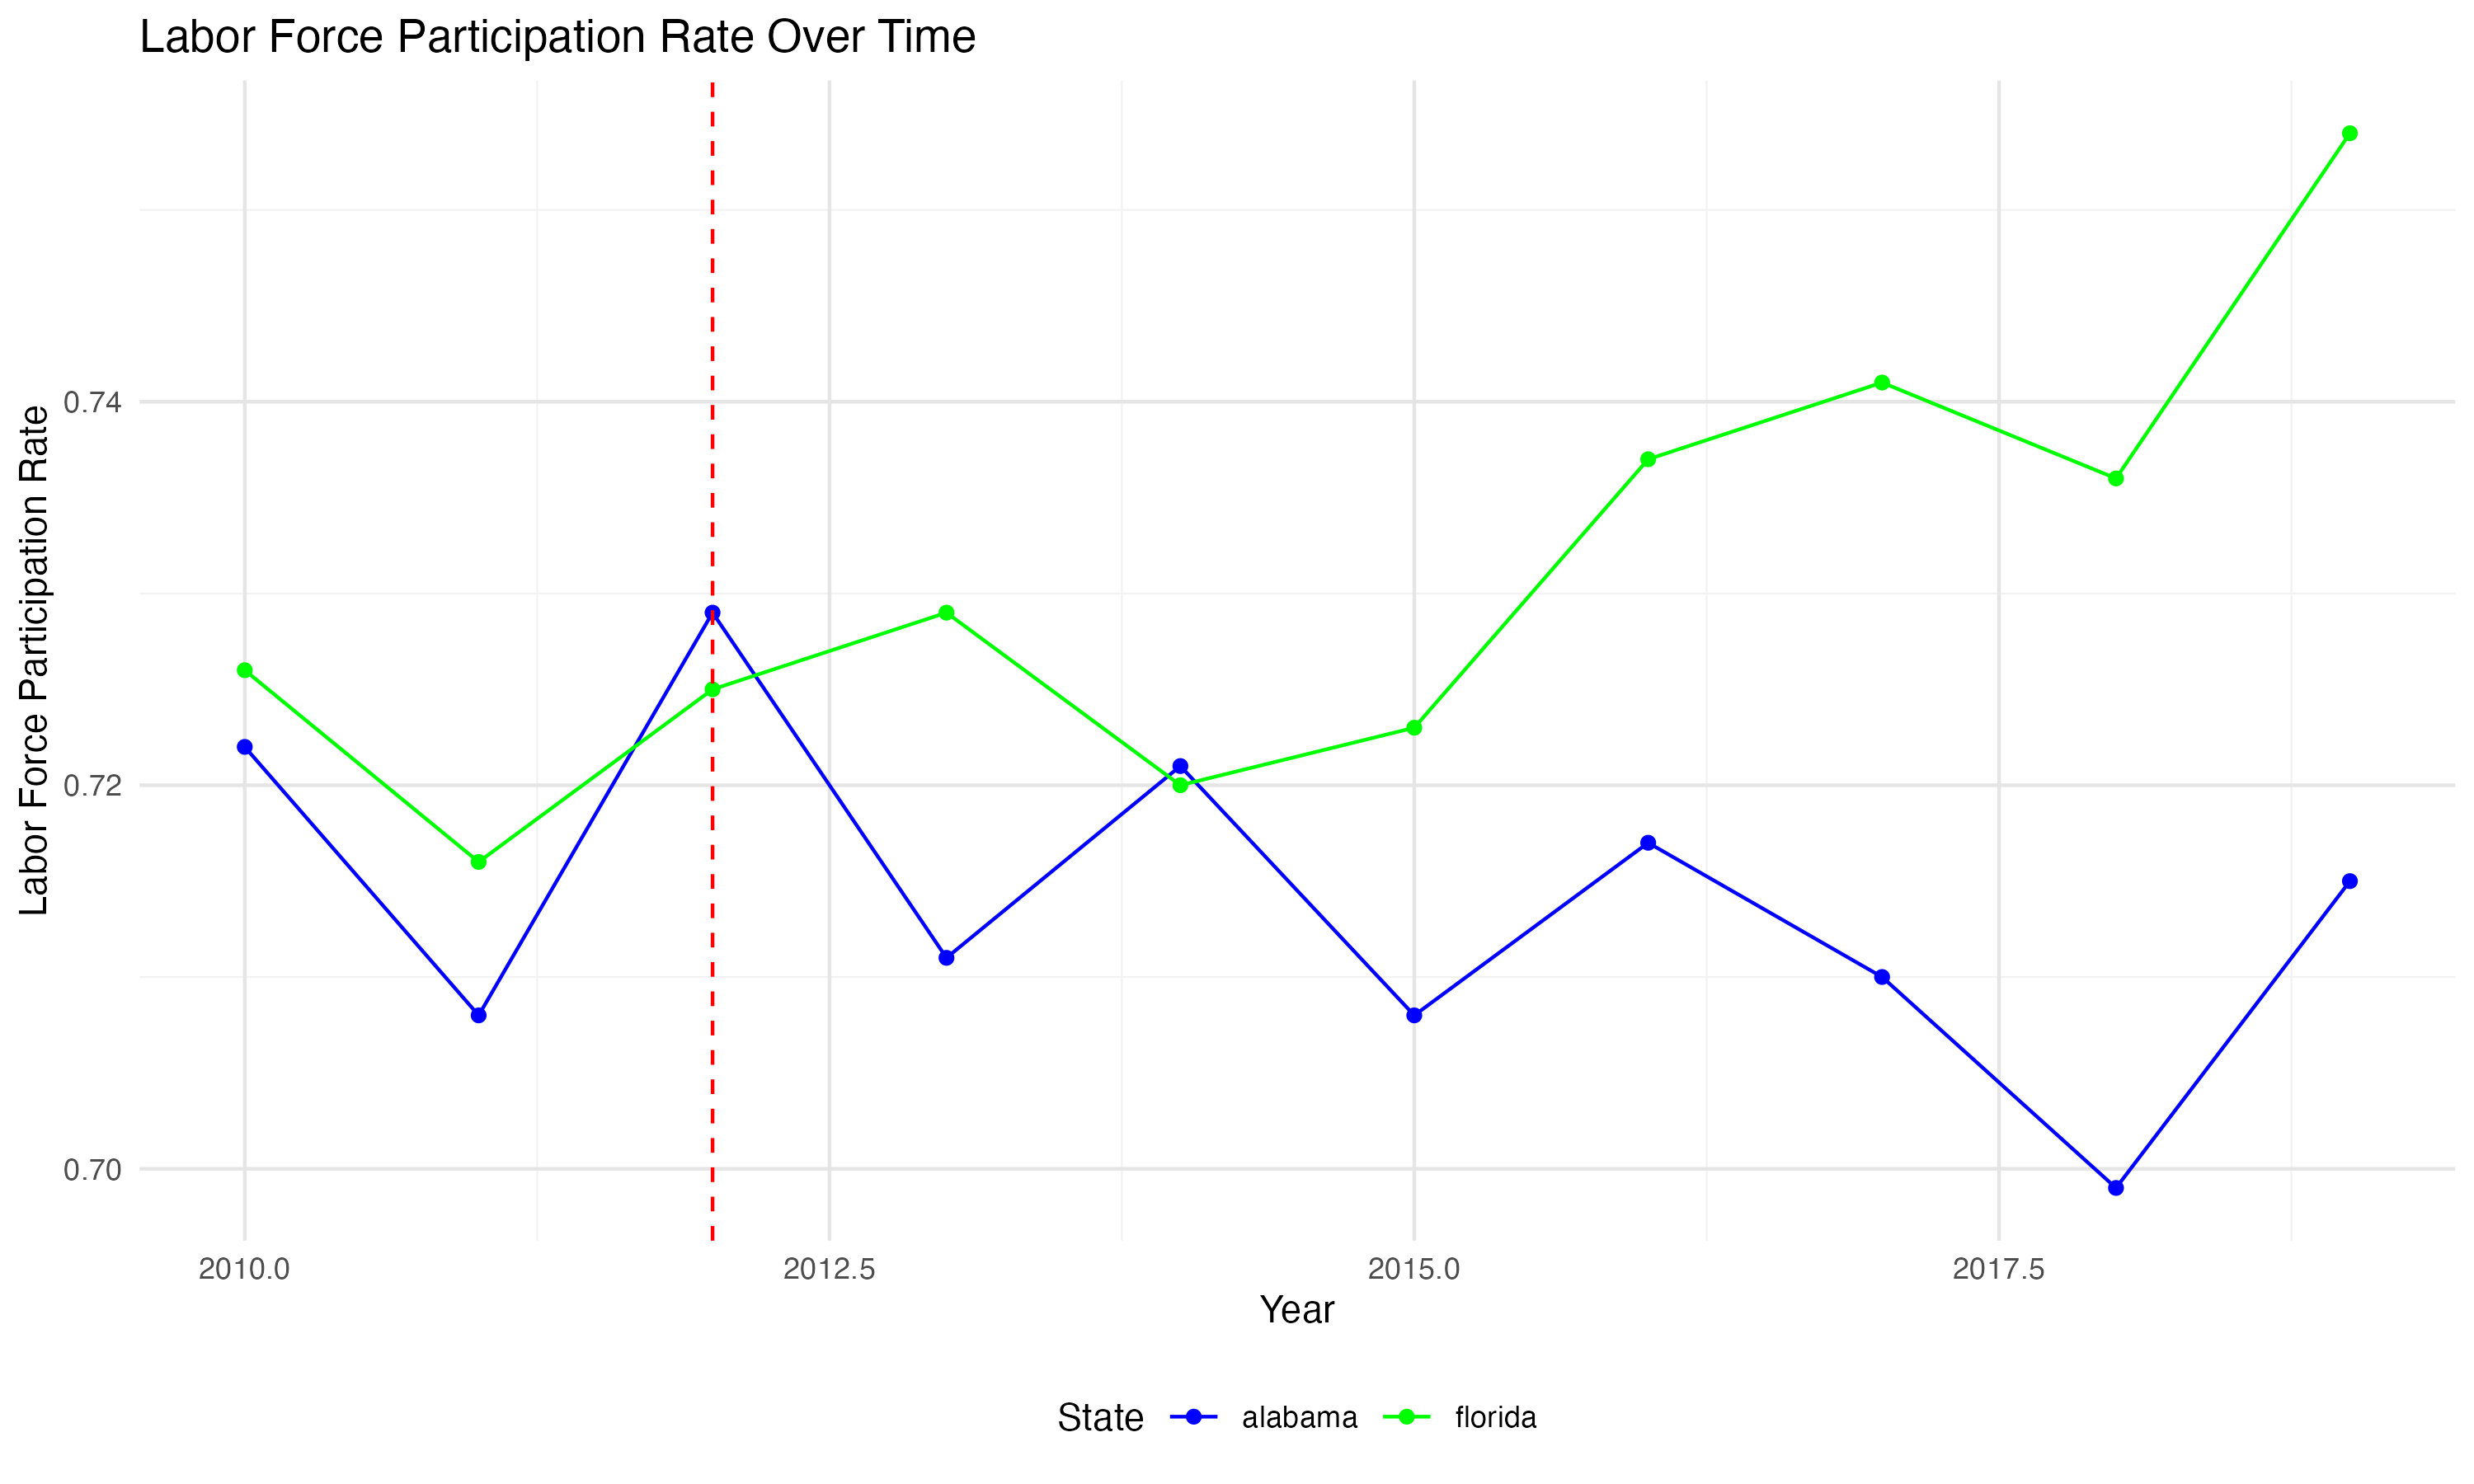 Labor Force Participation Rate Over Time
Labor Force Participation Rate
0.74
0.72
0.70
2010.0 2012.5 2015.0 2017.5
Year
State alabama florida